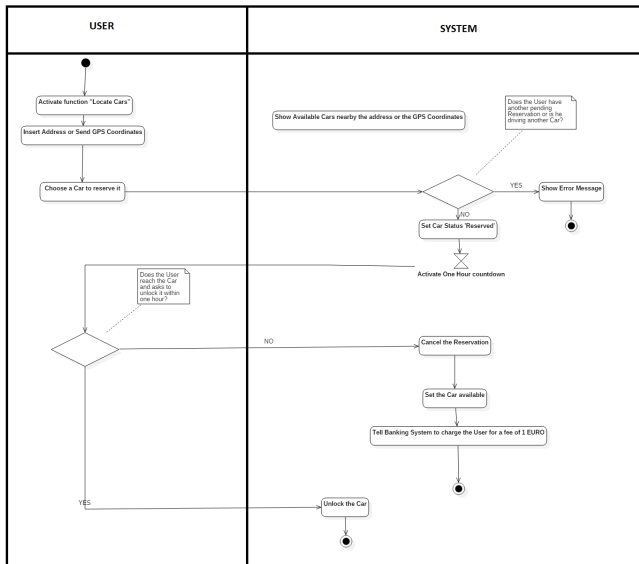 USER
SYSTEM
Activate function "Locate Cars"
Insert Address or Send GPS Coordinates
Show Available Cars nearby the address or the GPS Coordinates
Does the User have
another pending
Reservation or is he
driving another Car?
Choose a Car to reserve it
YES
Show Error Message
NO
Set Car Status 'Reserved'
Activate One Hour countdown
Does the User
reach the Car
and asks to
unlock it within
one hour?
NO
Cancel the Reservation
Set the Car available
Tell Banking System to charge the User for a fee of 1 EURO
YES
Unlock the Car